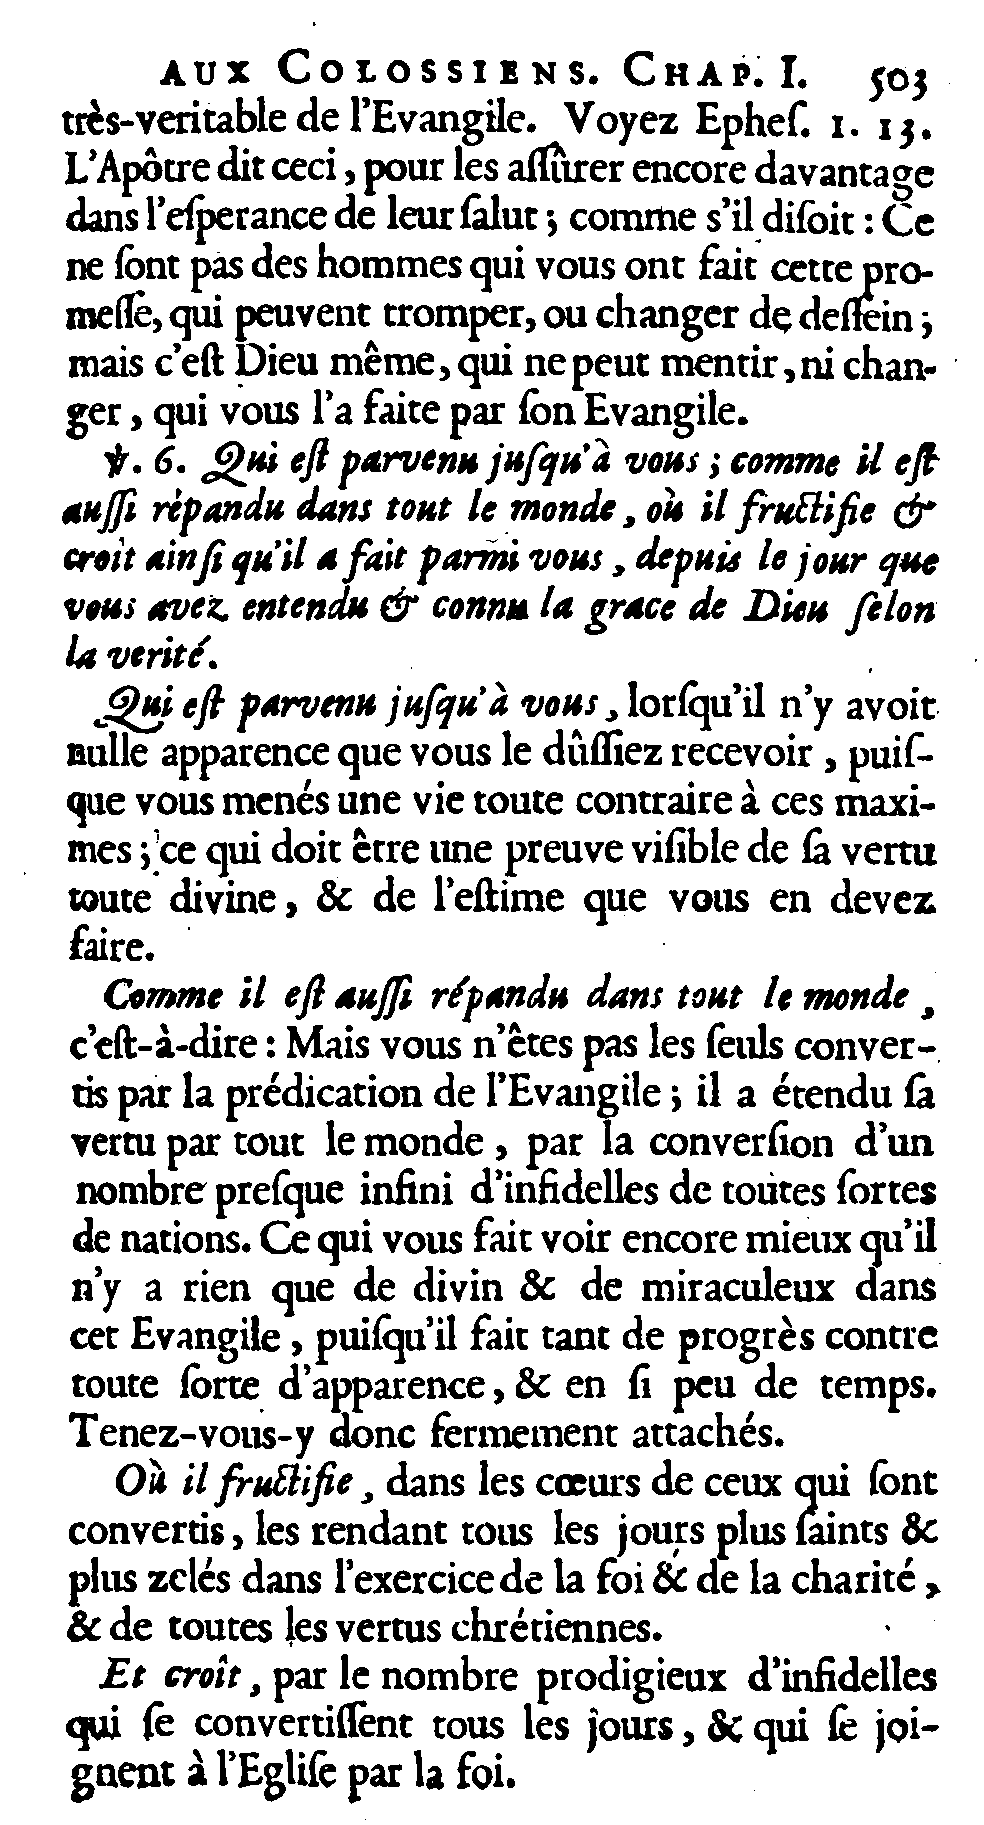 AUX COLOSSIENS. CHAP. I. 503
très-veritable de l'Evangile. Voyez Epheſ. 1. 13.
L'Apôtre dit ceci, pour les aſſûrer encore davantage
dans l'eſperance de leur ſalut; comme s'il diſoit: Ce
ne ſont pas des hommes qui vous ont fait cette pro-
meſſe, qui peuvent tromper, ou changer de deſſein;
mais c'eſt Dieu même, qui ne peut mentir, ni chan-
ger, qui vous l'a faite par ſon Evangile.
℣. 6. Qui eſt parvenu juſqu'à vous; comme il eſt
auſſi répandu dans tout le monde, où il fructifie &
croît ainſi qu'il a fait parmi vous, depuis le jour que
vous avez entendu & connu la grace de Dieu ſelon
la verité.
Qui eſt parvenu juſqu'à vous, lorſqu'il n'y avoit
nulle apparence que vous le dûſſiez recevoir, puiſ-
que vous menés une vie toute contraire à ces maxi-
mes; ce qui doit être une preuve viſible de ſa vertu
toute divine, & de l'eſtime que vous en devez
faire.
Comme il eſt auſſi répandu dans tout le monde,
c'eſt-à-dire: Mais vous n'êtes pas les ſeuls conver-
tis par la prédication de l'Evangile; il a étendu ſa
vertu par tout le monde, par la converſion d'un
nombre preſque infini d'infidelles de toutes ſortes
de nations. Ce qui vous fait voir encore mieux qu'il
n'y a rien que de divin & de miraculeux dans
cet Evangile, puiſqu'il fait tant de progrès contre
toute ſorte d'apparence, & en ſi peu de temps.
Tenez-vous-y donc fermement attachés.
Où il fructifie, dans les cœurs de ceux qui ſont
convertis, les rendant tous les jours plus ſaints &
plus zelés dans l'exercice de la foi & de la charité,
& de toutes les vertus chrétiennes.
Et croît, par le nombre prodigieux d'infidelles
qui ſe convertiſſent tous les jours, & qui ſe joi-
gnent à l'Egliſe par la foi.